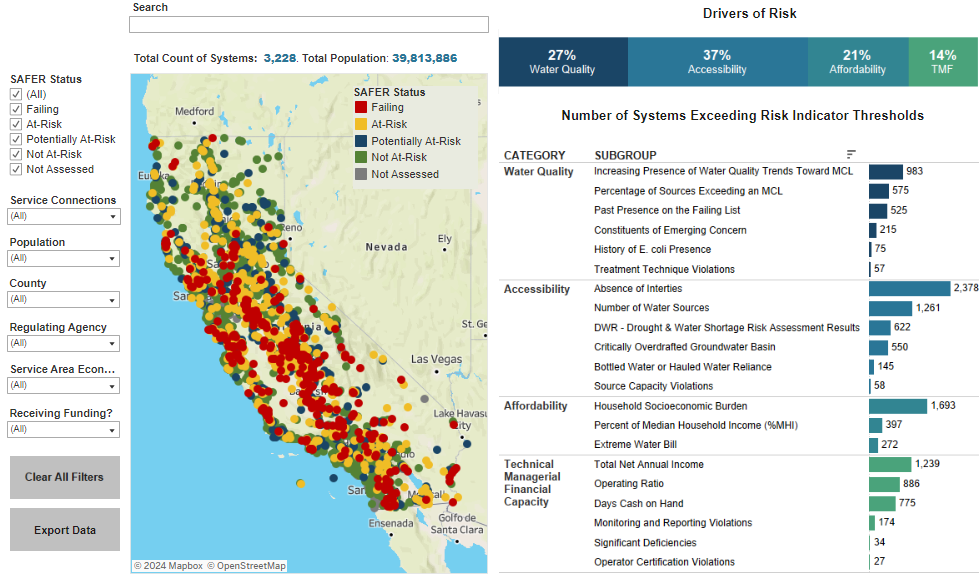 Search
Total Count of Systems: 3,228. Total Population: 39,813,886
SAFER Status
(All)
Failing
At-Risk
Potentially At-Risk
Not At-Risk
Not Assessed
Service Connections
(All)
Population
(All)
County
(All)
Regulating Agency
(All)
Service Area Econ...
(All)
Receiving Funding?
(All)
Clear All Filters
Export Data
SAFER Status
Failing
At-Risk
Potentially At-Risk
Not At-Risk
Not Assessed
Medford
Nevada
Ely
St. Ge
Las Vegas
Lake Havasu
City
Ensenada
Golfo de
Santa Clara
© 2024 Mapbox © OpenStreetMap
Drivers of Risk
27%
Water Quality
37%
Accessibility
21%
Affordability
14%
TMF
Number of Systems Exceeding Risk Indicator Thresholds
CATEGORY SUBGROUP
Water Quality Increasing Presence of Water Quality Trends Toward MCL 983
Percentage of Sources Exceeding an MCL 575
Past Presence on the Failing List 525
Constituents of Emerging Concern 215
History of E. coli Presence 75
Treatment Technique Violations 57
Accessibility Absence of Interties 2,378
Number of Water Sources 1,261
DWR - Drought & Water Shortage Risk Assessment Results 622
Critically Overdrafted Groundwater Basin 550
Bottled Water or Hauled Water Reliance 145
Source Capacity Violations 58
Affordability Household Socioeconomic Burden 1,693
Percent of Median Household Income (%MHI) 397
Extreme Water Bill 272
Technical Managerial Financial Capacity Total Net Annual Income 1,239
Operating Ratio 886
Days Cash on Hand 775
Monitoring and Reporting Violations 174
Significant Deficiencies 34
Operator Certification Violations 27